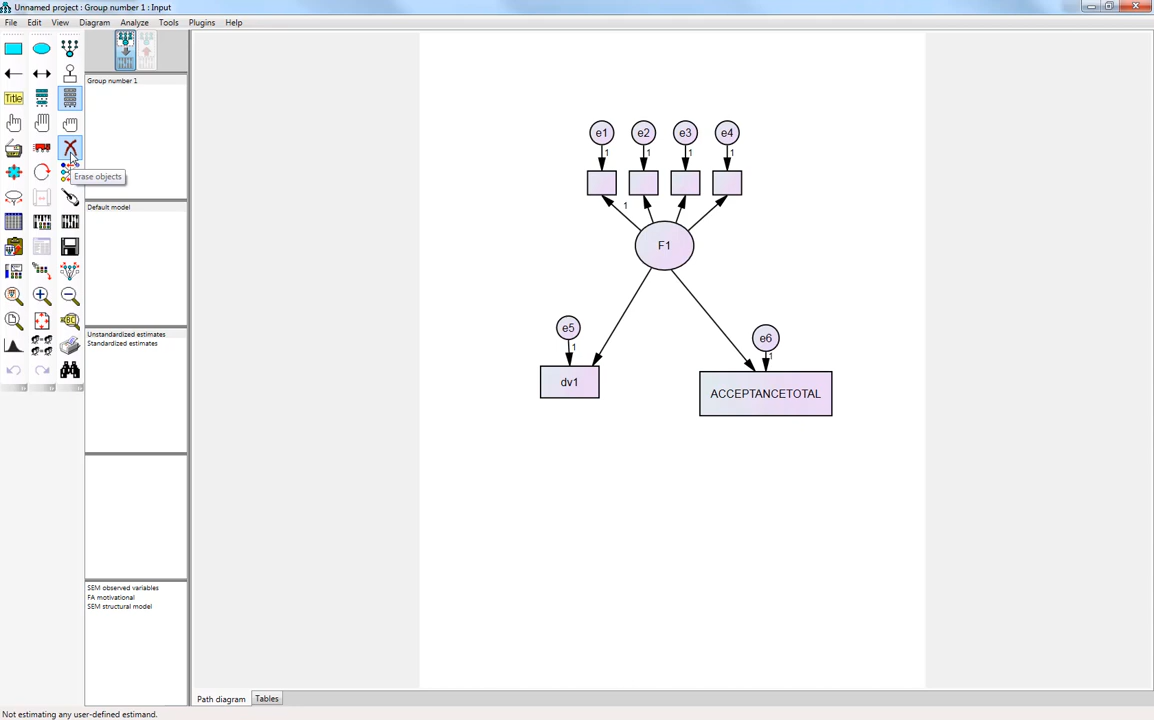 Unnamed project : Group number 1 : Input
File Edit View Diagram Analyze Tools Plugins Help
Title
Erase objects
Group number 1
Default model
Unstandardized estimates
Standardized estimates
SEM observed variables
FA motivational
SEM structural model
e1 e2 e3 e4
1 1 1 1
1
F1
e5
1
dv1
e6
1
ACCEPTANCETOTAL
Path diagram Tables
Not estimating any user-defined estimand.